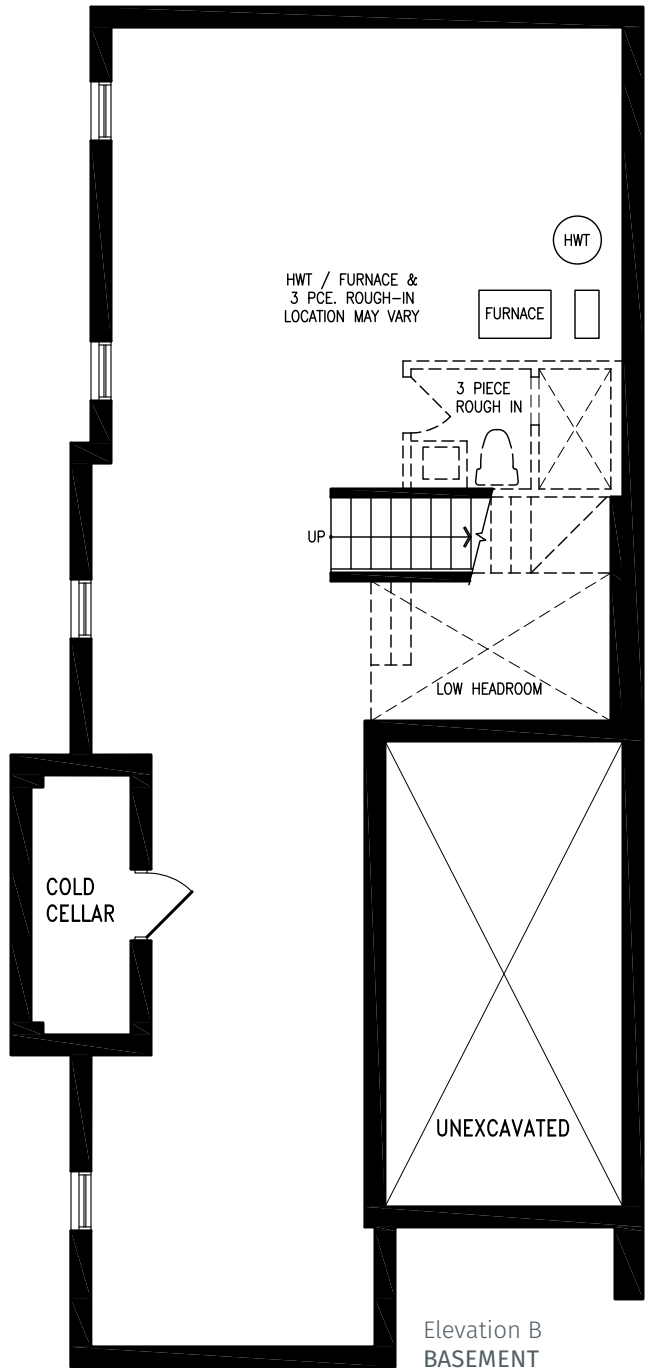 HWT
HWT / FURNACE &
3 PCE. ROUGH-IN
LOCATION MAY VARY
FURNACE
3 PIECE
ROUGH IN
UP
LOW HEADROOM
COLD
CELLAR
UNEXCAVATED
Elevation B
BASEMENT